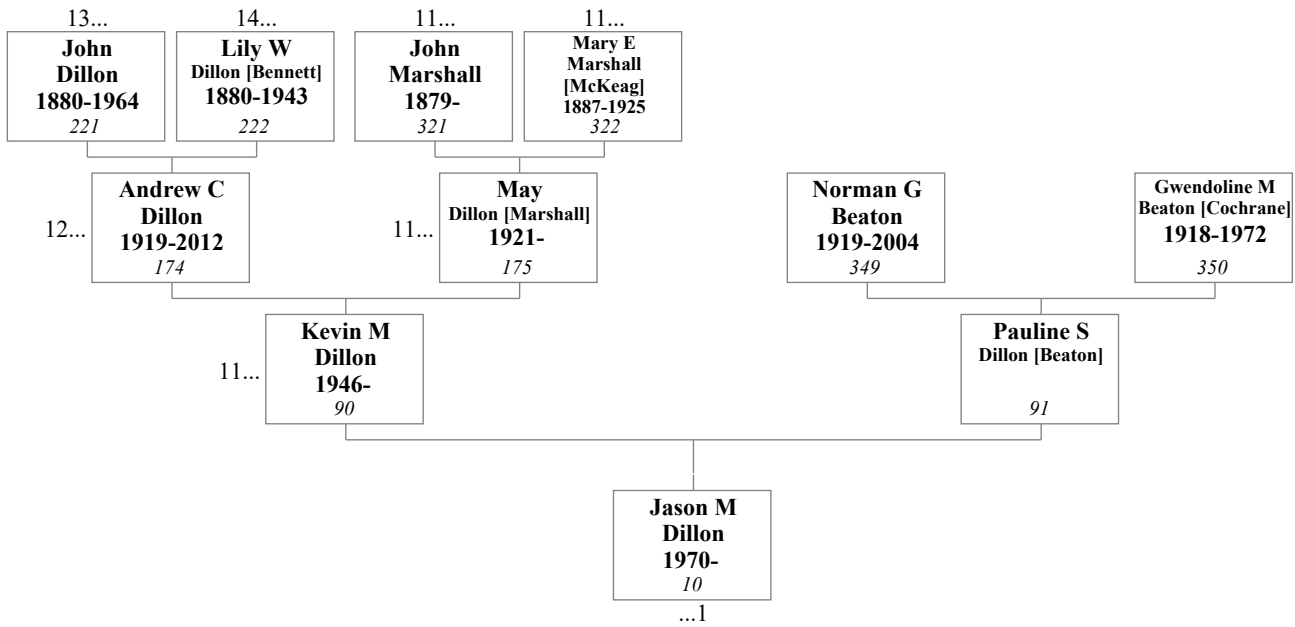 13...
14...
11...
11...
John
Dillon
1880-1964
221
Lily W
Dillon [Bennett]
1880-1943
222
John
Marshall
1879-
321
Mary E
Marshall
[McKeag]
1887-1925
322
12...
Andrew C
Dillon
1919-2012
174
11...
May
Dillon [Marshall]
1921-
175
Norman G
Beaton
1919-2004
349
Gwendoline M
Beaton [Cochrane]
1918-1972
350
11...
Kevin M
Dillon
1946-
90
Pauline S
Dillon [Beaton]
91
Jason M
Dillon
1970-
10
...1